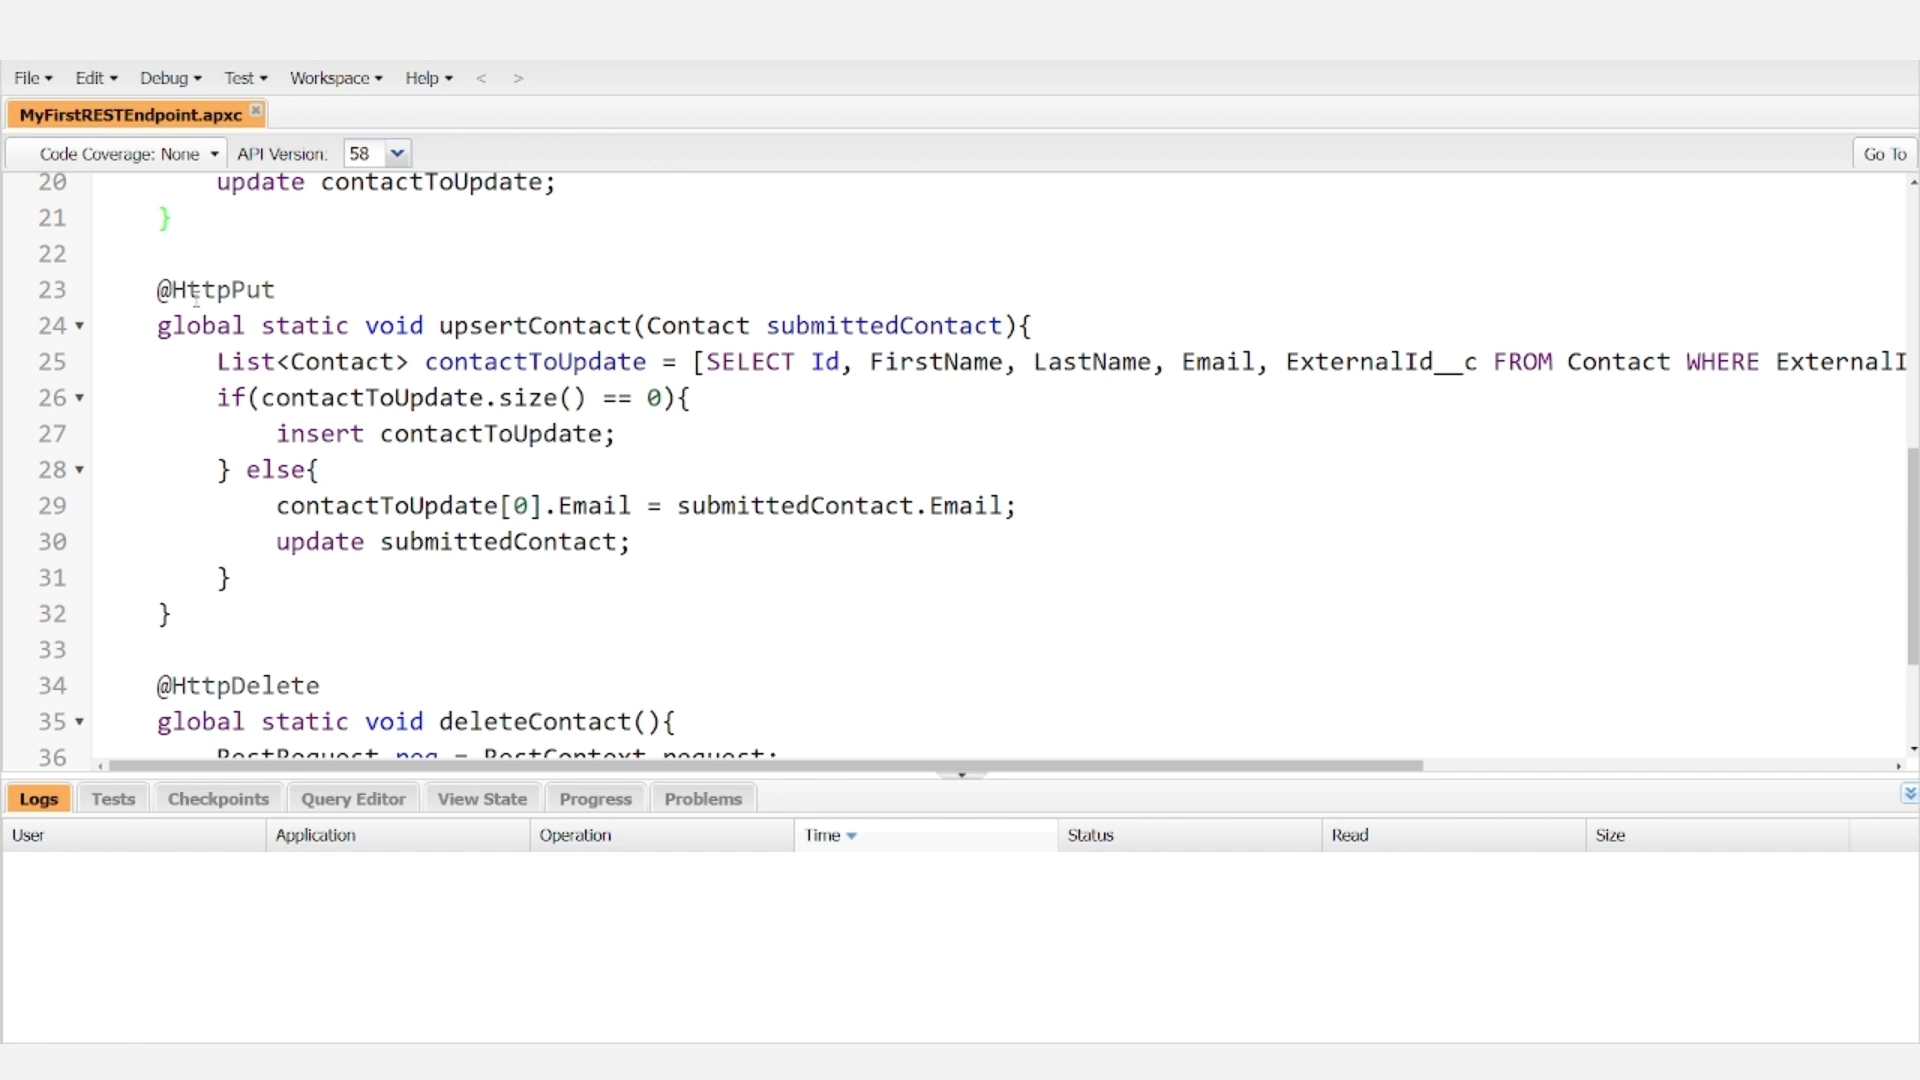 File Edit Debug Test Workspace Help < >
MyFirstRESTEndpoint.apxc
Code Coverage: None API Version: 58 Go To
20 update contactToUpdate;
21 }
22
23 @HttpPut
24 global static void upsertContact(Contact submittedContact){
25 List<Contact> contactToUpdate = [SELECT Id, FirstName, LastName, Email, ExternalId__c FROM Contact WHERE ExternalI
26 if(contactToUpdate.size() == 0){
27 insert contactToUpdate;
28 } else{
29 contactToUpdate[0].Email = submittedContact.Email;
30 update submittedContact;
31 }
32 }
33
34 @HttpDelete
35 global static void deleteContact(){
36 RestRequest req = RestContext.request;
Logs Tests Checkpoints Query Editor View State Progress Problems
User Application Operation Time Status Read Size